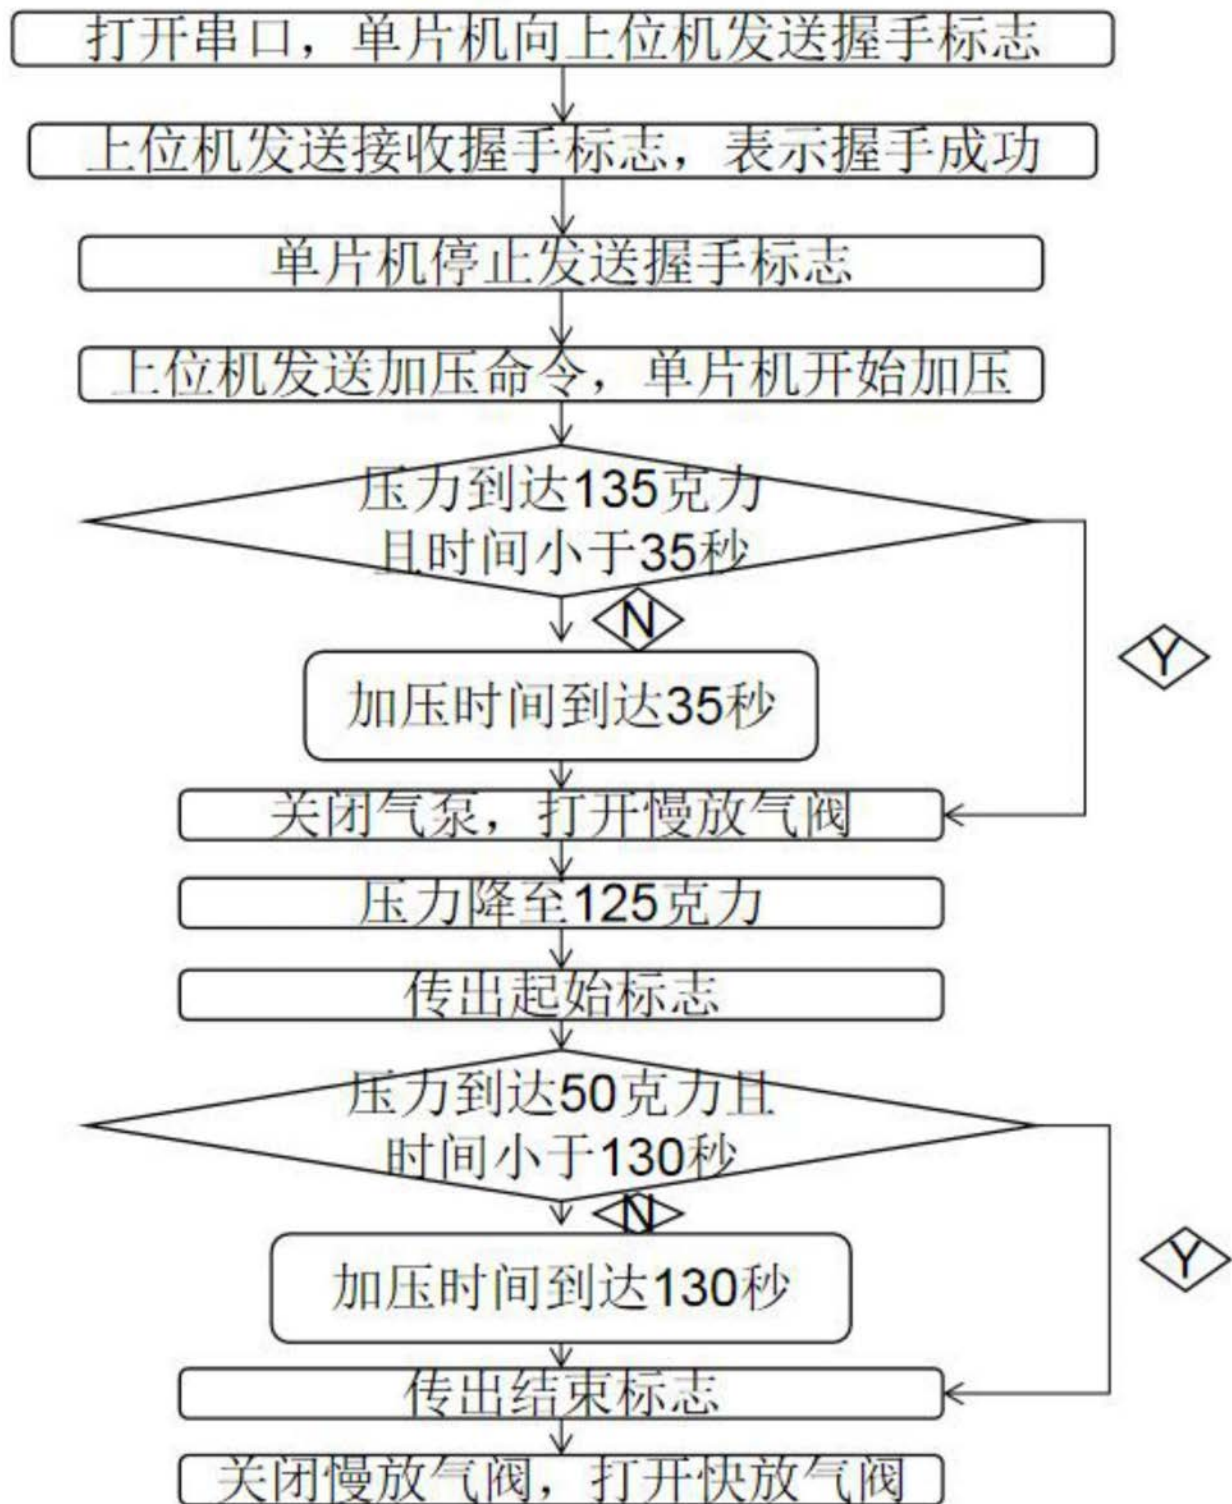 打开串口，单片机向上位机发送握手标志
上位机发送接收握手标志，表示握手成功
单片机停止发送握手标志
上位机发送加压命令，单片机开始加压
压力到达135克力
且时间小于35秒
N
Y
加压时间到达35秒
关闭气泵，打开慢放气阀
压力降至125克力
传出起始标志
压力到达50克力且
时间小于130秒
N
Y
加压时间到达130秒
传出结束标志
关闭慢放气阀，打开快放气阀